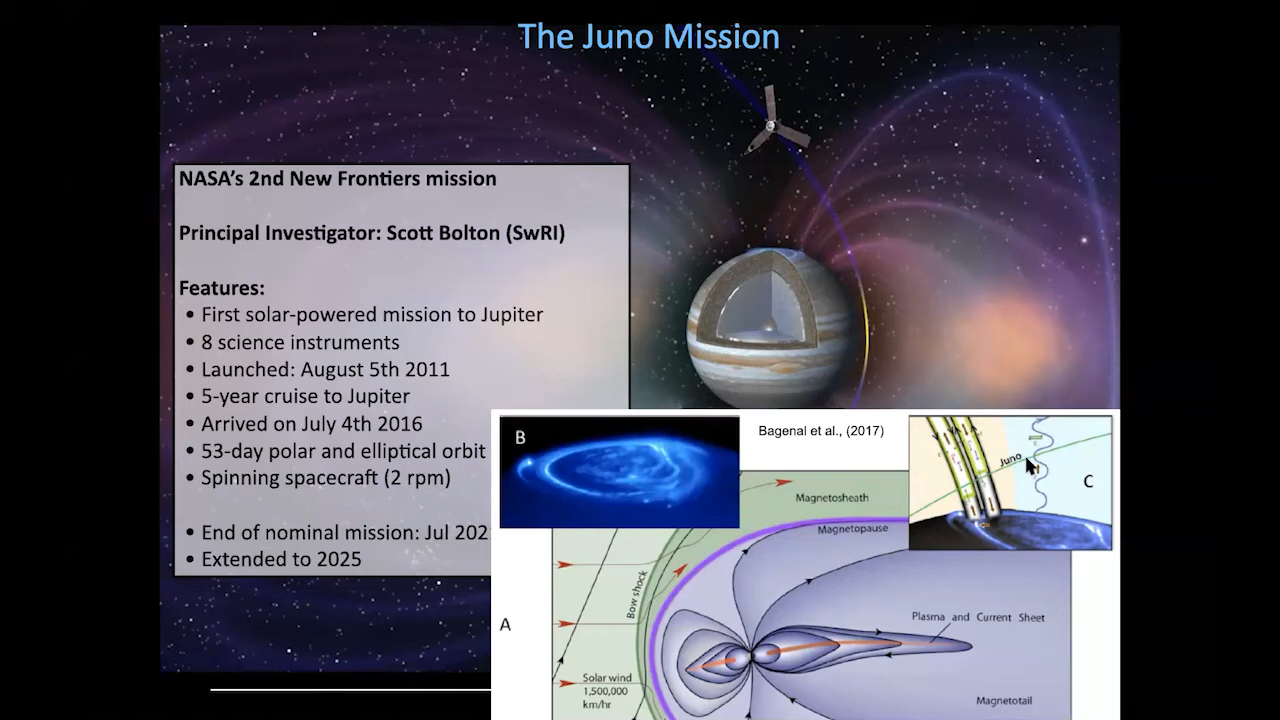 The Juno Mission
NASA's 2nd New Frontiers mission
Principal Investigator: Scott Bolton (SwRI)
Features:
• First solar-powered mission to Jupiter
• 8 science instruments
• Launched: August 5th 2011
• 5-year cruise to Jupiter
• Arrived on July 4th 2016
• 53-day polar and elliptical orbit
• Spinning spacecraft (2 rpm)
• End of nominal mission: Jul 202
• Extended to 2025
B
Bagenal et al., (2017)
Juno
C
Magnetosheath
Magnetopause
Bow shock
A
Plasma and Current Sheet
Solar wind
1,500,000
km/hr
Magnetotail